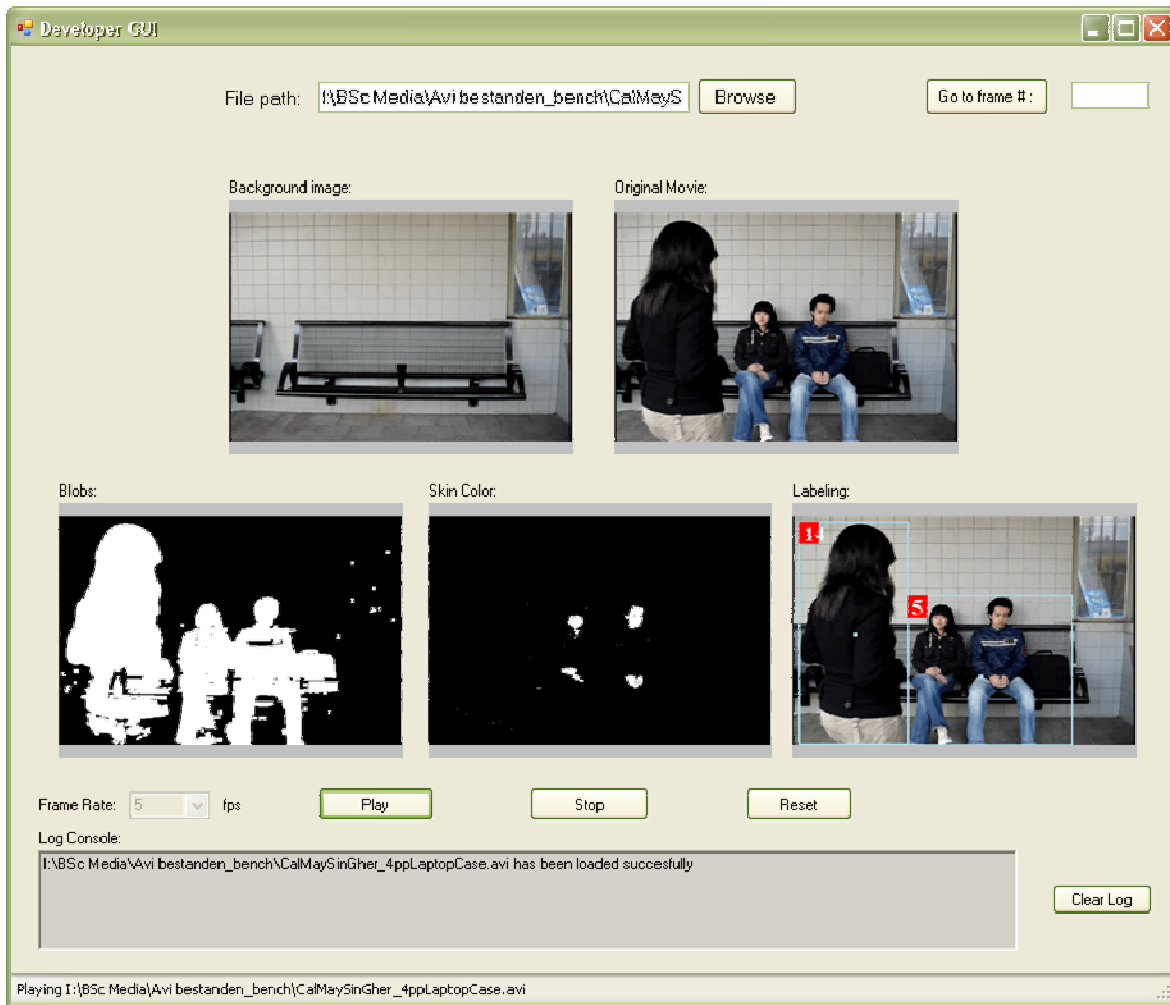 Developer GUI
File path: I:\BSc Media\Avi bestanden_bench\CalMayS Browse Go to frame #:
Background image: Original Movie:
Blobs: Skin Color: Labeling:
5
Frame Rate: 5 fps Play Stop Reset
Log Console:
I:\BSc Media\Avi bestanden_bench\CalMaySinGher_4ppLaptopCase.avi has been loaded succesfully
Clear Log
Playing I:\BSc Media\Avi bestanden_bench\CalMaySinGher_4ppLaptopCase.avi